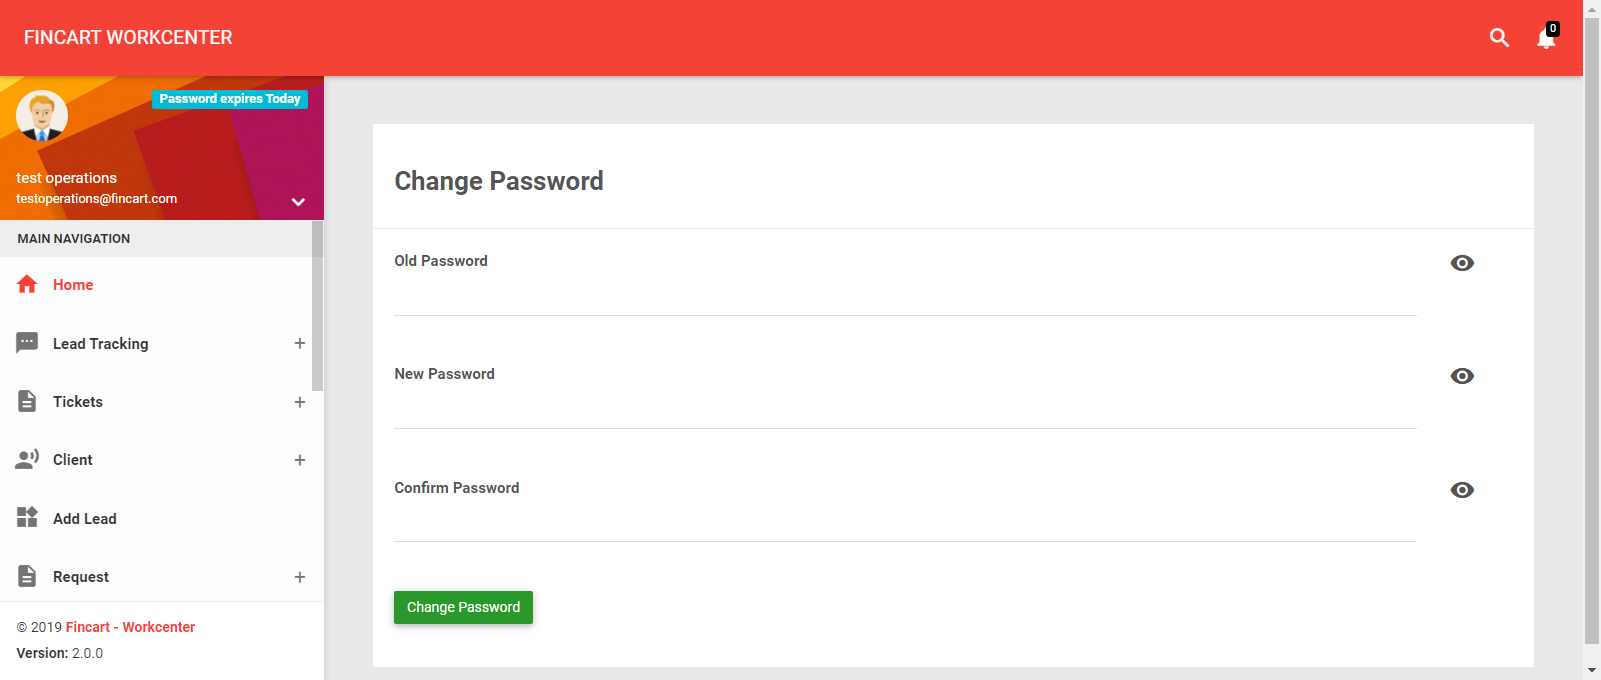 FINCART WORKCENTER
0
Password expires Today
test operations
testoperations@fincart.com
MAIN NAVIGATION
Home
Lead Tracking +
Tickets +
Client +
Add Lead
Request +
© 2019 Fincart - Workcenter
Version: 2.0.0
Change Password
Old Password
New Password
Confirm Password
Change Password